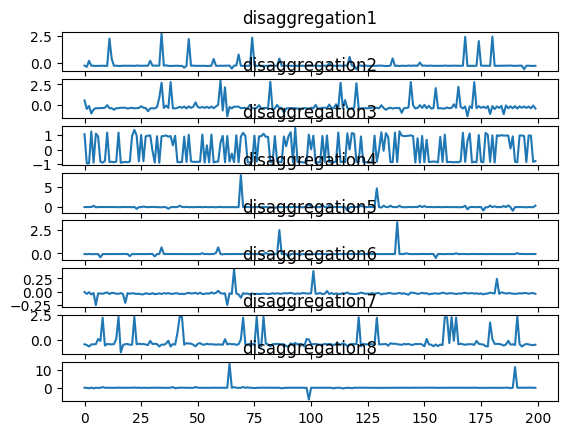 disaggregation1
2.5
0.0
disaggregation2
2.5
0.0
disaggregation3
1
0
−1
disaggregation4
5
0
disaggregation5
2.5
0.0
disaggregation6
0.25
0.00
−0.25
disaggregation7
2.5
0.0
disaggregation8
10
0
0 25 50 75 100 125 150 175 200